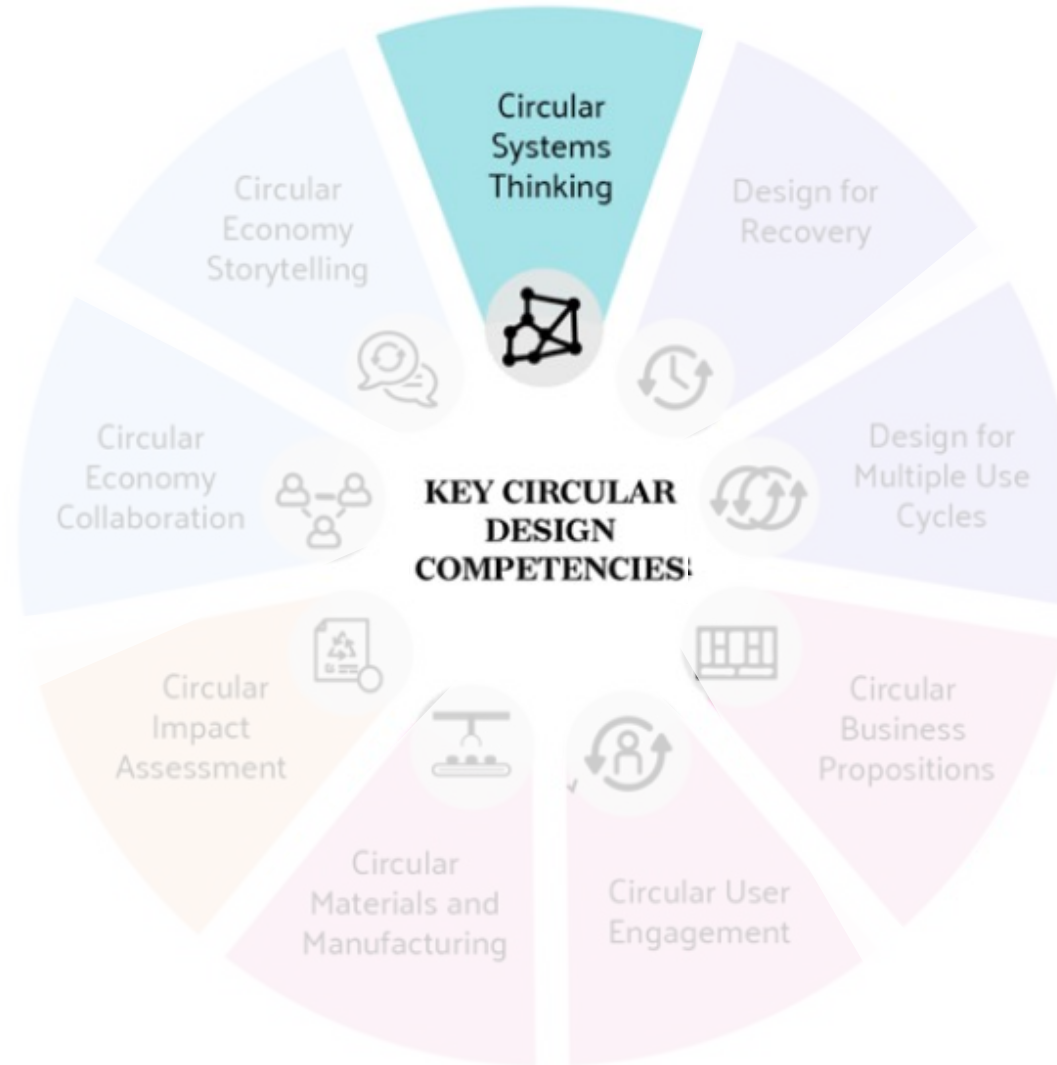 Circular
Systems
Thinking
Design for
Recovery
Design for
Multiple Use
Cycles
Circular
Business
Propositions
Circular User
Engagement
Circular
Materials and
Manufacturing
Circular
Impact
Assessment
Circular
Economy
Collaboration
Circular
Economy
Storytelling
KEY CIRCULAR
DESIGN
COMPETENCIES